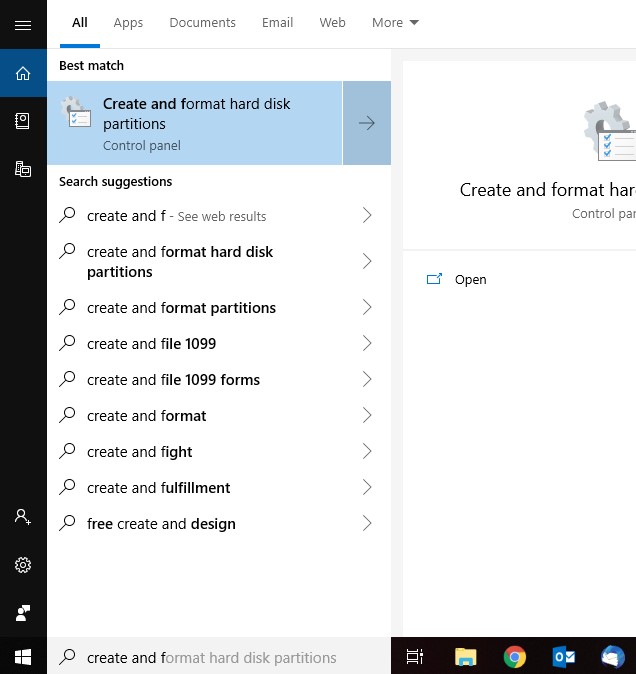 All Apps Documents Email Web More
Best match
Create and format hard disk
partitions
Control panel
Search suggestions
create and f - See web results
create and format hard disk
partitions
create and format partitions
create and file 1099
create and file 1099 forms
create and format
create and fight
create and fulfillment
free create and design
Create and format har
Control par
Open
create and format hard disk partitions